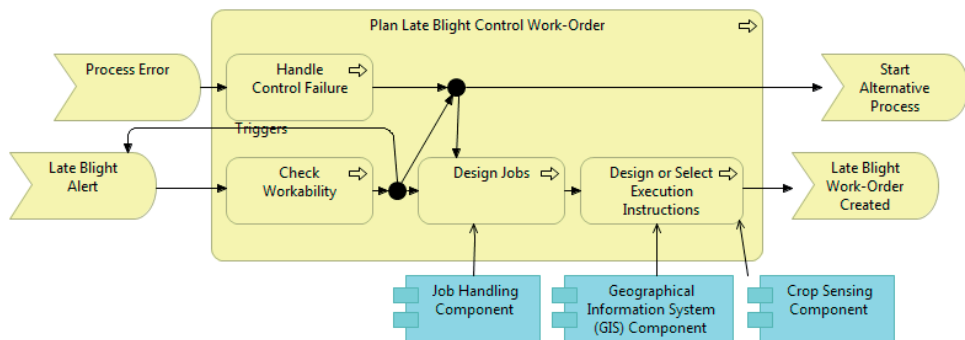 Plan Late Blight Control Work-Order
Process Error
Handle
Control Failure
Start
Alternative
Process
Triggers
Late Blight
Alert
Check
Workability
Design Jobs
Design or Select
Execution
Instructions
Late Blight
Work-Order
Created
Job Handling
Component
Geographical
Information System
(GIS) Component
Crop Sensing
Component